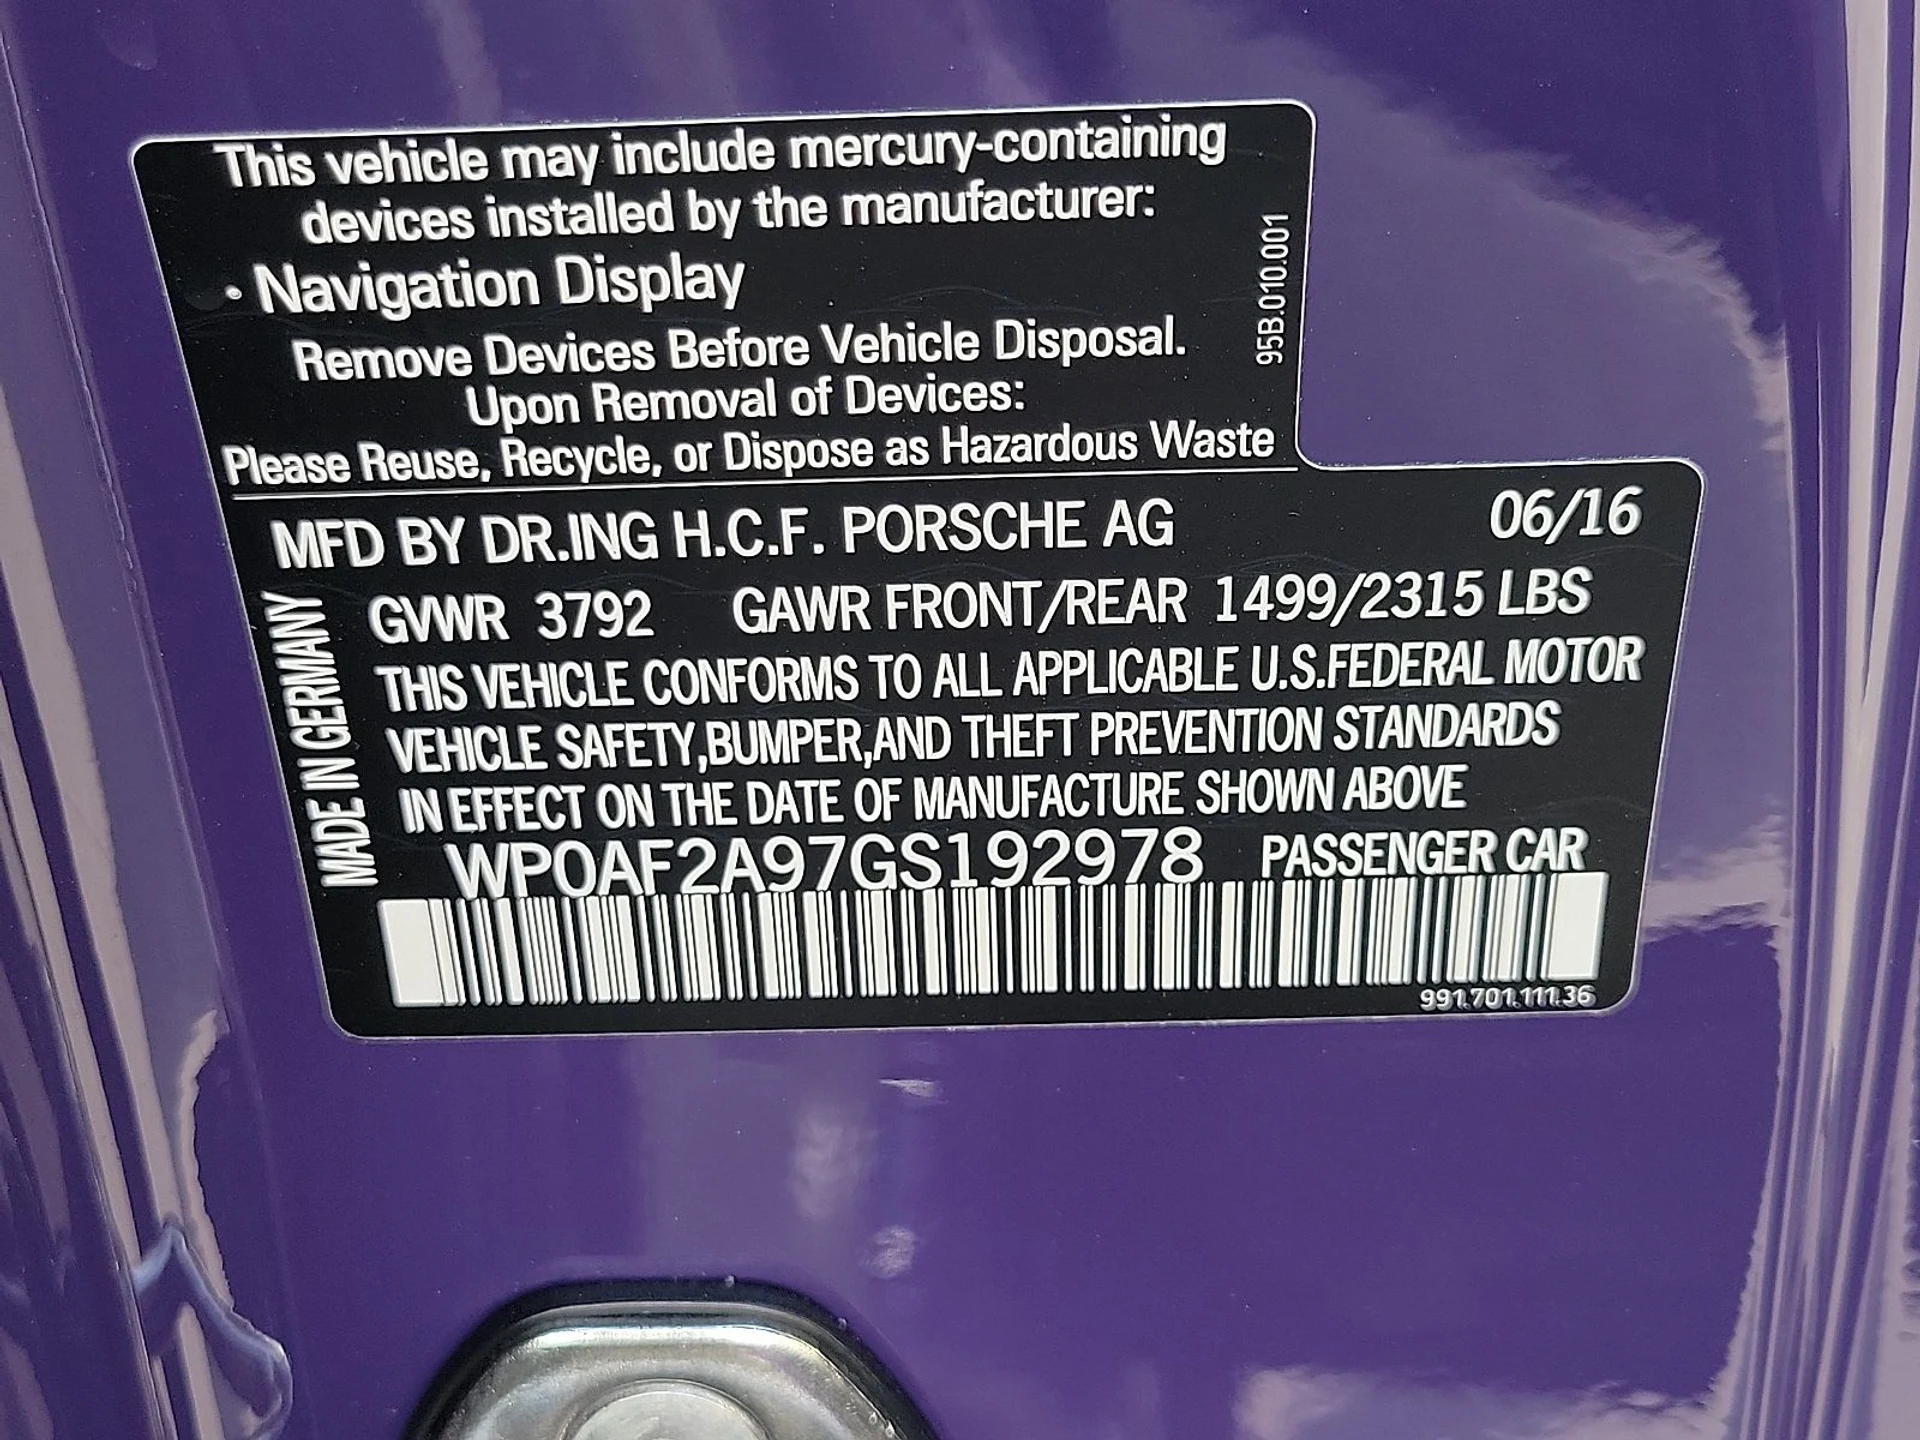 This vehicle may include mercury-containing
devices installed by the manufacturer:
• Navigation Display
Remove Devices Before Vehicle Disposal.
Upon Removal of Devices:
Please Reuse, Recycle, or Dispose as Hazardous Waste
95B.010.001
MFD BY DR.ING H.C.F. PORSCHE AG 06/16
GVWR 3792 GAWR FRONT/REAR 1499/2315 LBS
THIS VEHICLE CONFORMS TO ALL APPLICABLE U.S.FEDERAL MOTOR
VEHICLE SAFETY,BUMPER,AND THEFT PREVENTION STANDARDS
IN EFFECT ON THE DATE OF MANUFACTURE SHOWN ABOVE
MADE IN GERMANY
WP0AF2A97GS192978 PASSENGER CAR
991.701.111.36